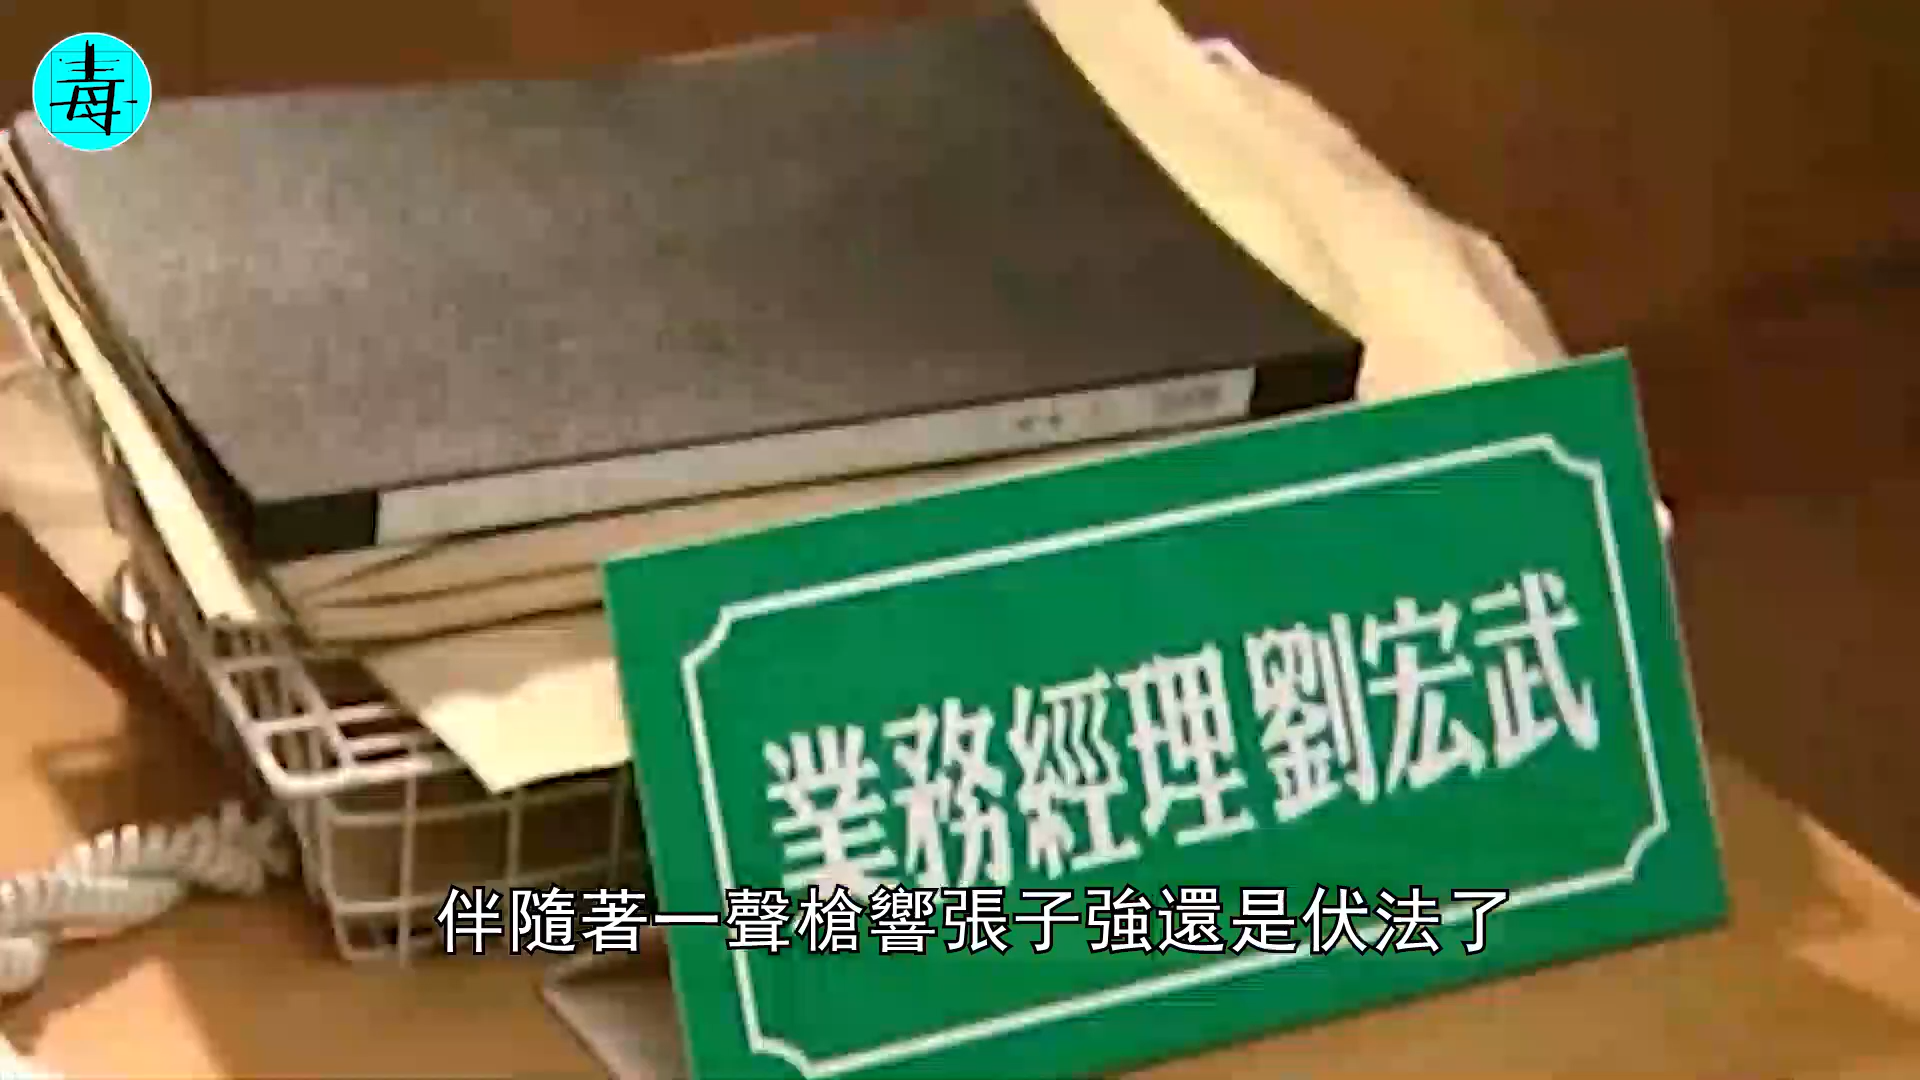 毒
業務經理 劉宏武
伴隨著一聲槍響張子強還是伏法了